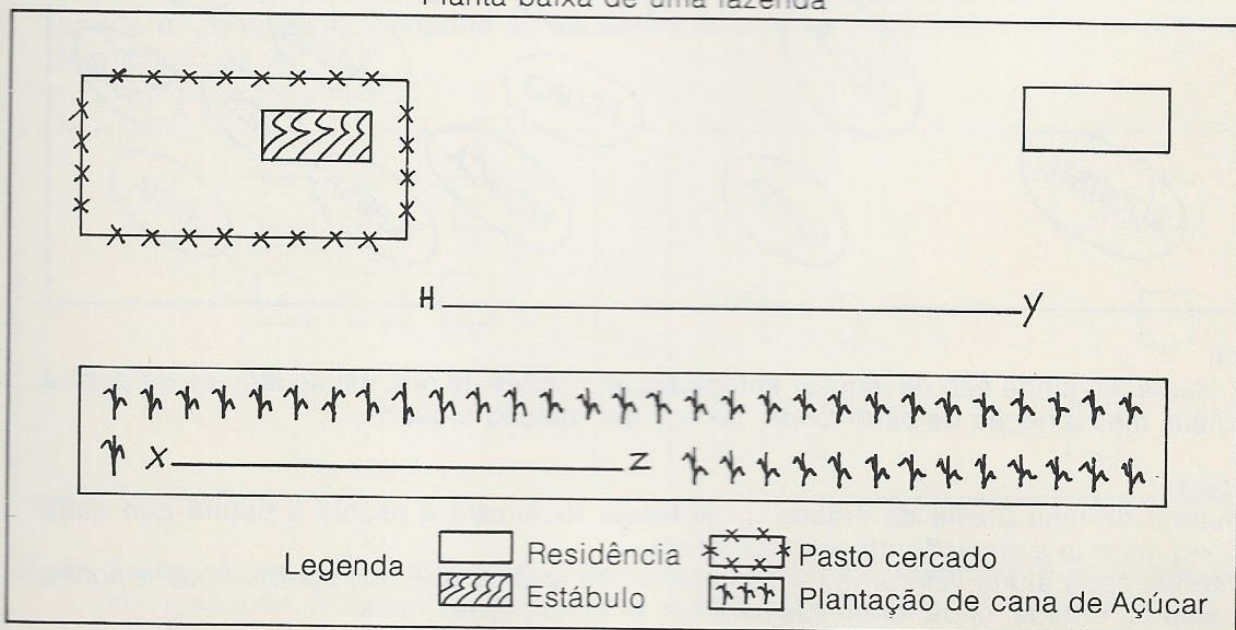 Planta baixa de uma fazenda
H Y
X Z
Legenda Residência Pasto cercado
Estábulo Plantação de cana de Açúcar